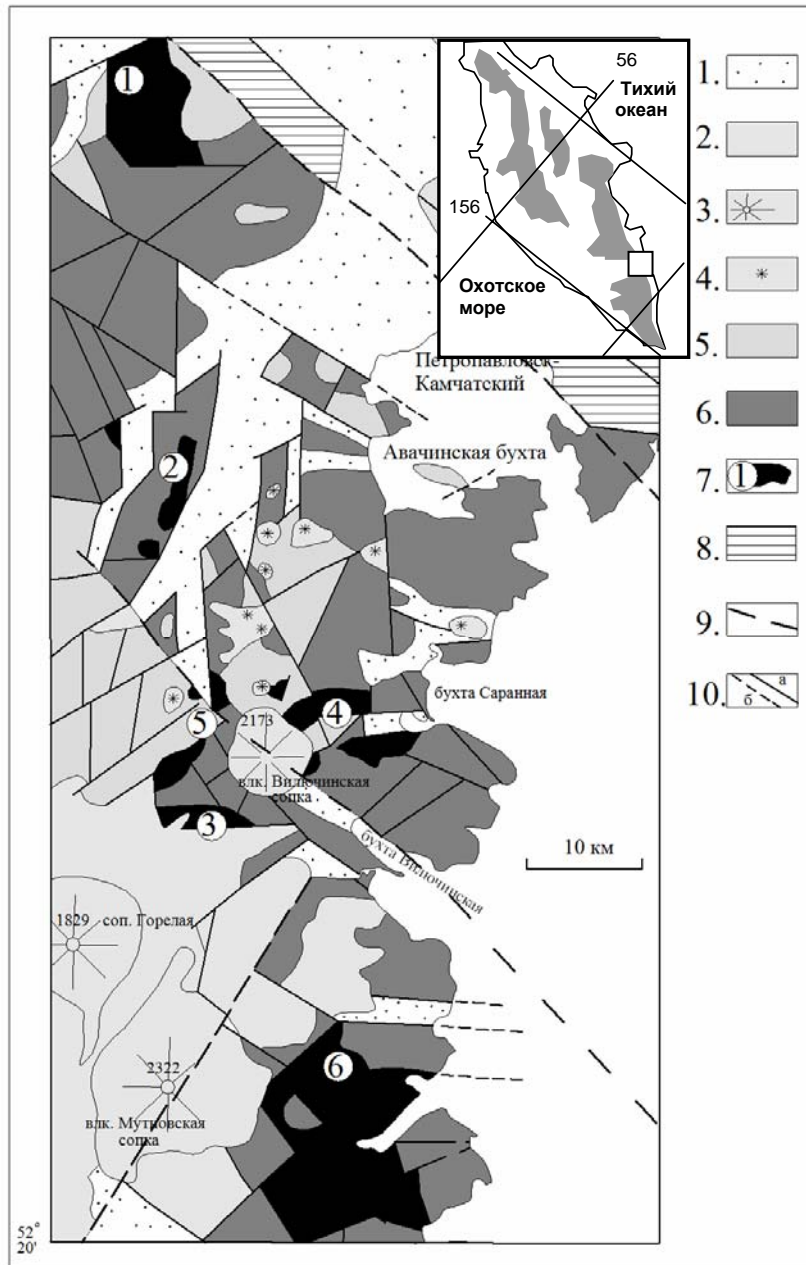 56
Тихий
океан
156
Охотское
море
1
Петропавловск-
Камчатский
Авачинская бухта
2
бухта Саранная
2173
4
5
влк. Вилючинская
сопка
3
бухта Вилючинская
10 км
1829 соп. Горелая
6
2322
влк. Мутновская
сопка
52°
20'
1.
2.
3.
4.
5.
6.
7. 1
8.
9.
10. а
б